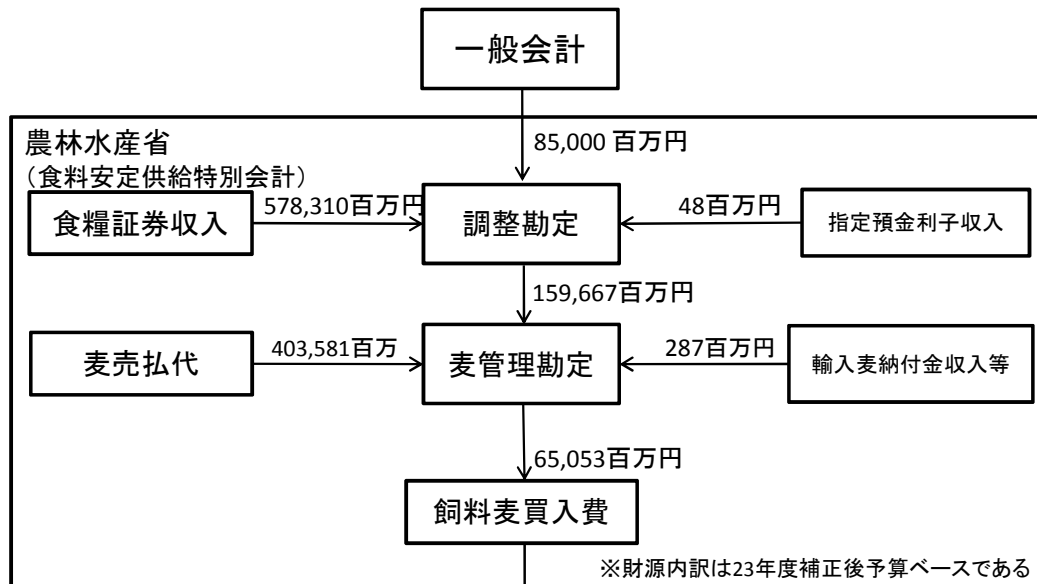 一般会計
85,000 百万円
農林水産省
(食料安定供給特別会計)
食糧証券収入
578,310百万円
調整勘定
48百万円
指定預金利子収入
159,667百万円
麦売払代
403,581百万
麦管理勘定
287百万円
輸入麦納付金収入等
65,053百万円
飼料麦買入費
※財源内訳は23年度補正後予算ベースである